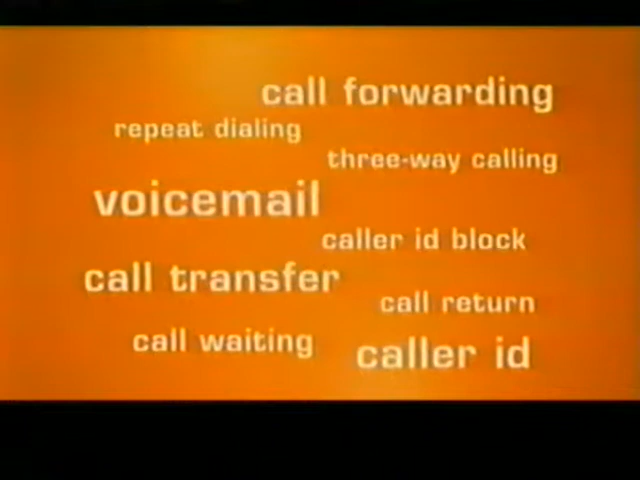 call forwarding
repeat dialing
three-way calling
voicemail
caller id block
call transfer
call return
call waiting
caller id